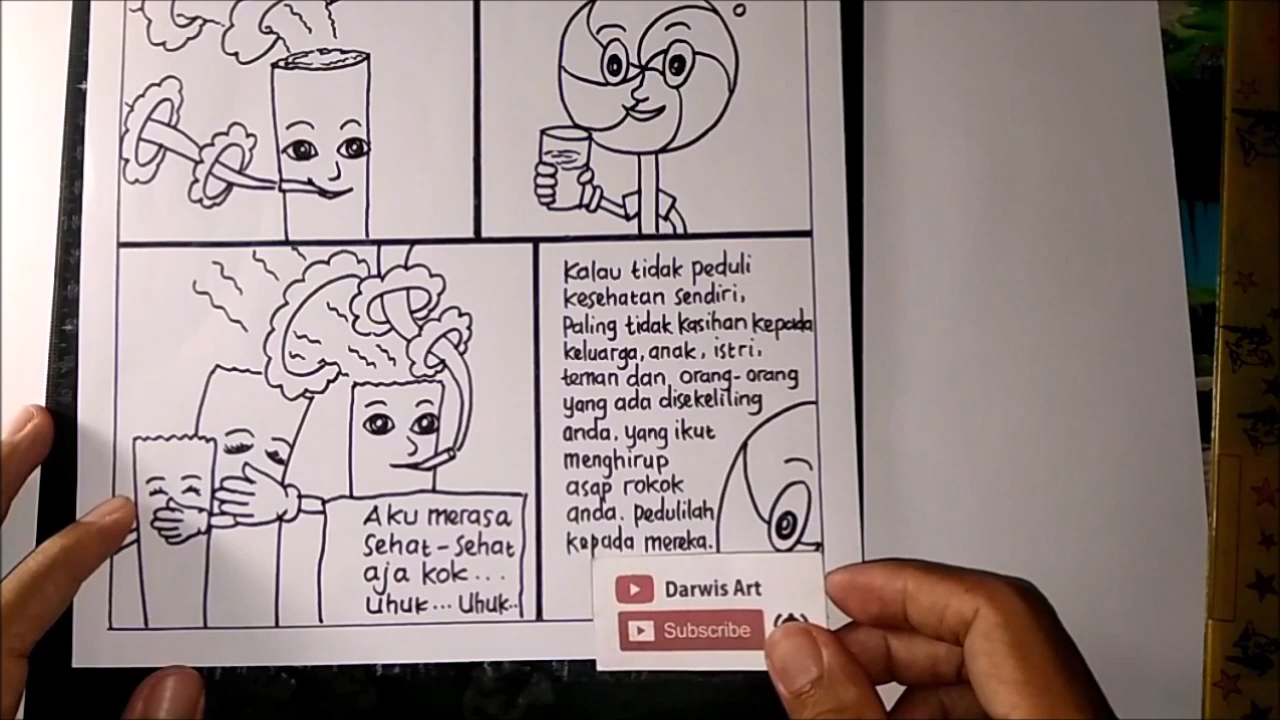 Aku merasa
Sehat-Sehat
aja kok...
Uhuk... Uhuk..
Kalau tidak peduli
kesehatan sendiri,
Paling tidak kasihan kepada
keluarga, anak, istri,
teman dan orang-orang
yang ada disekeliling
anda. yang ikut
menghirup
asap rokok
anda. pedulilah
kepada mereka.
Darwis Art
Subscribe